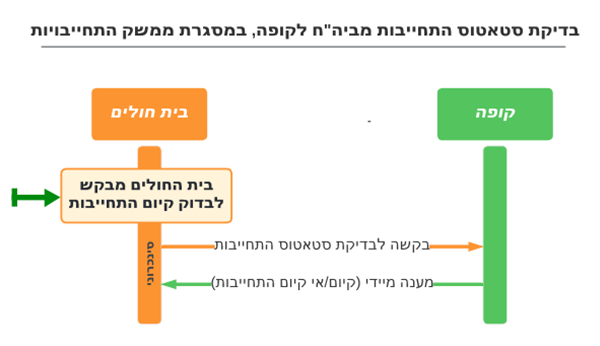 בדיקת סטאטוס התחייבות מביה"ח לקופה, במסגרת ממשק התחייבויות
בית חולים
קופה
בית החולים מבקש
לבדוק קיום התחייבות
בקשה לבדיקת סטאטוס התחייבות
סינכרוני
מענה מיידי (קיום/אי קיום התחייבות)